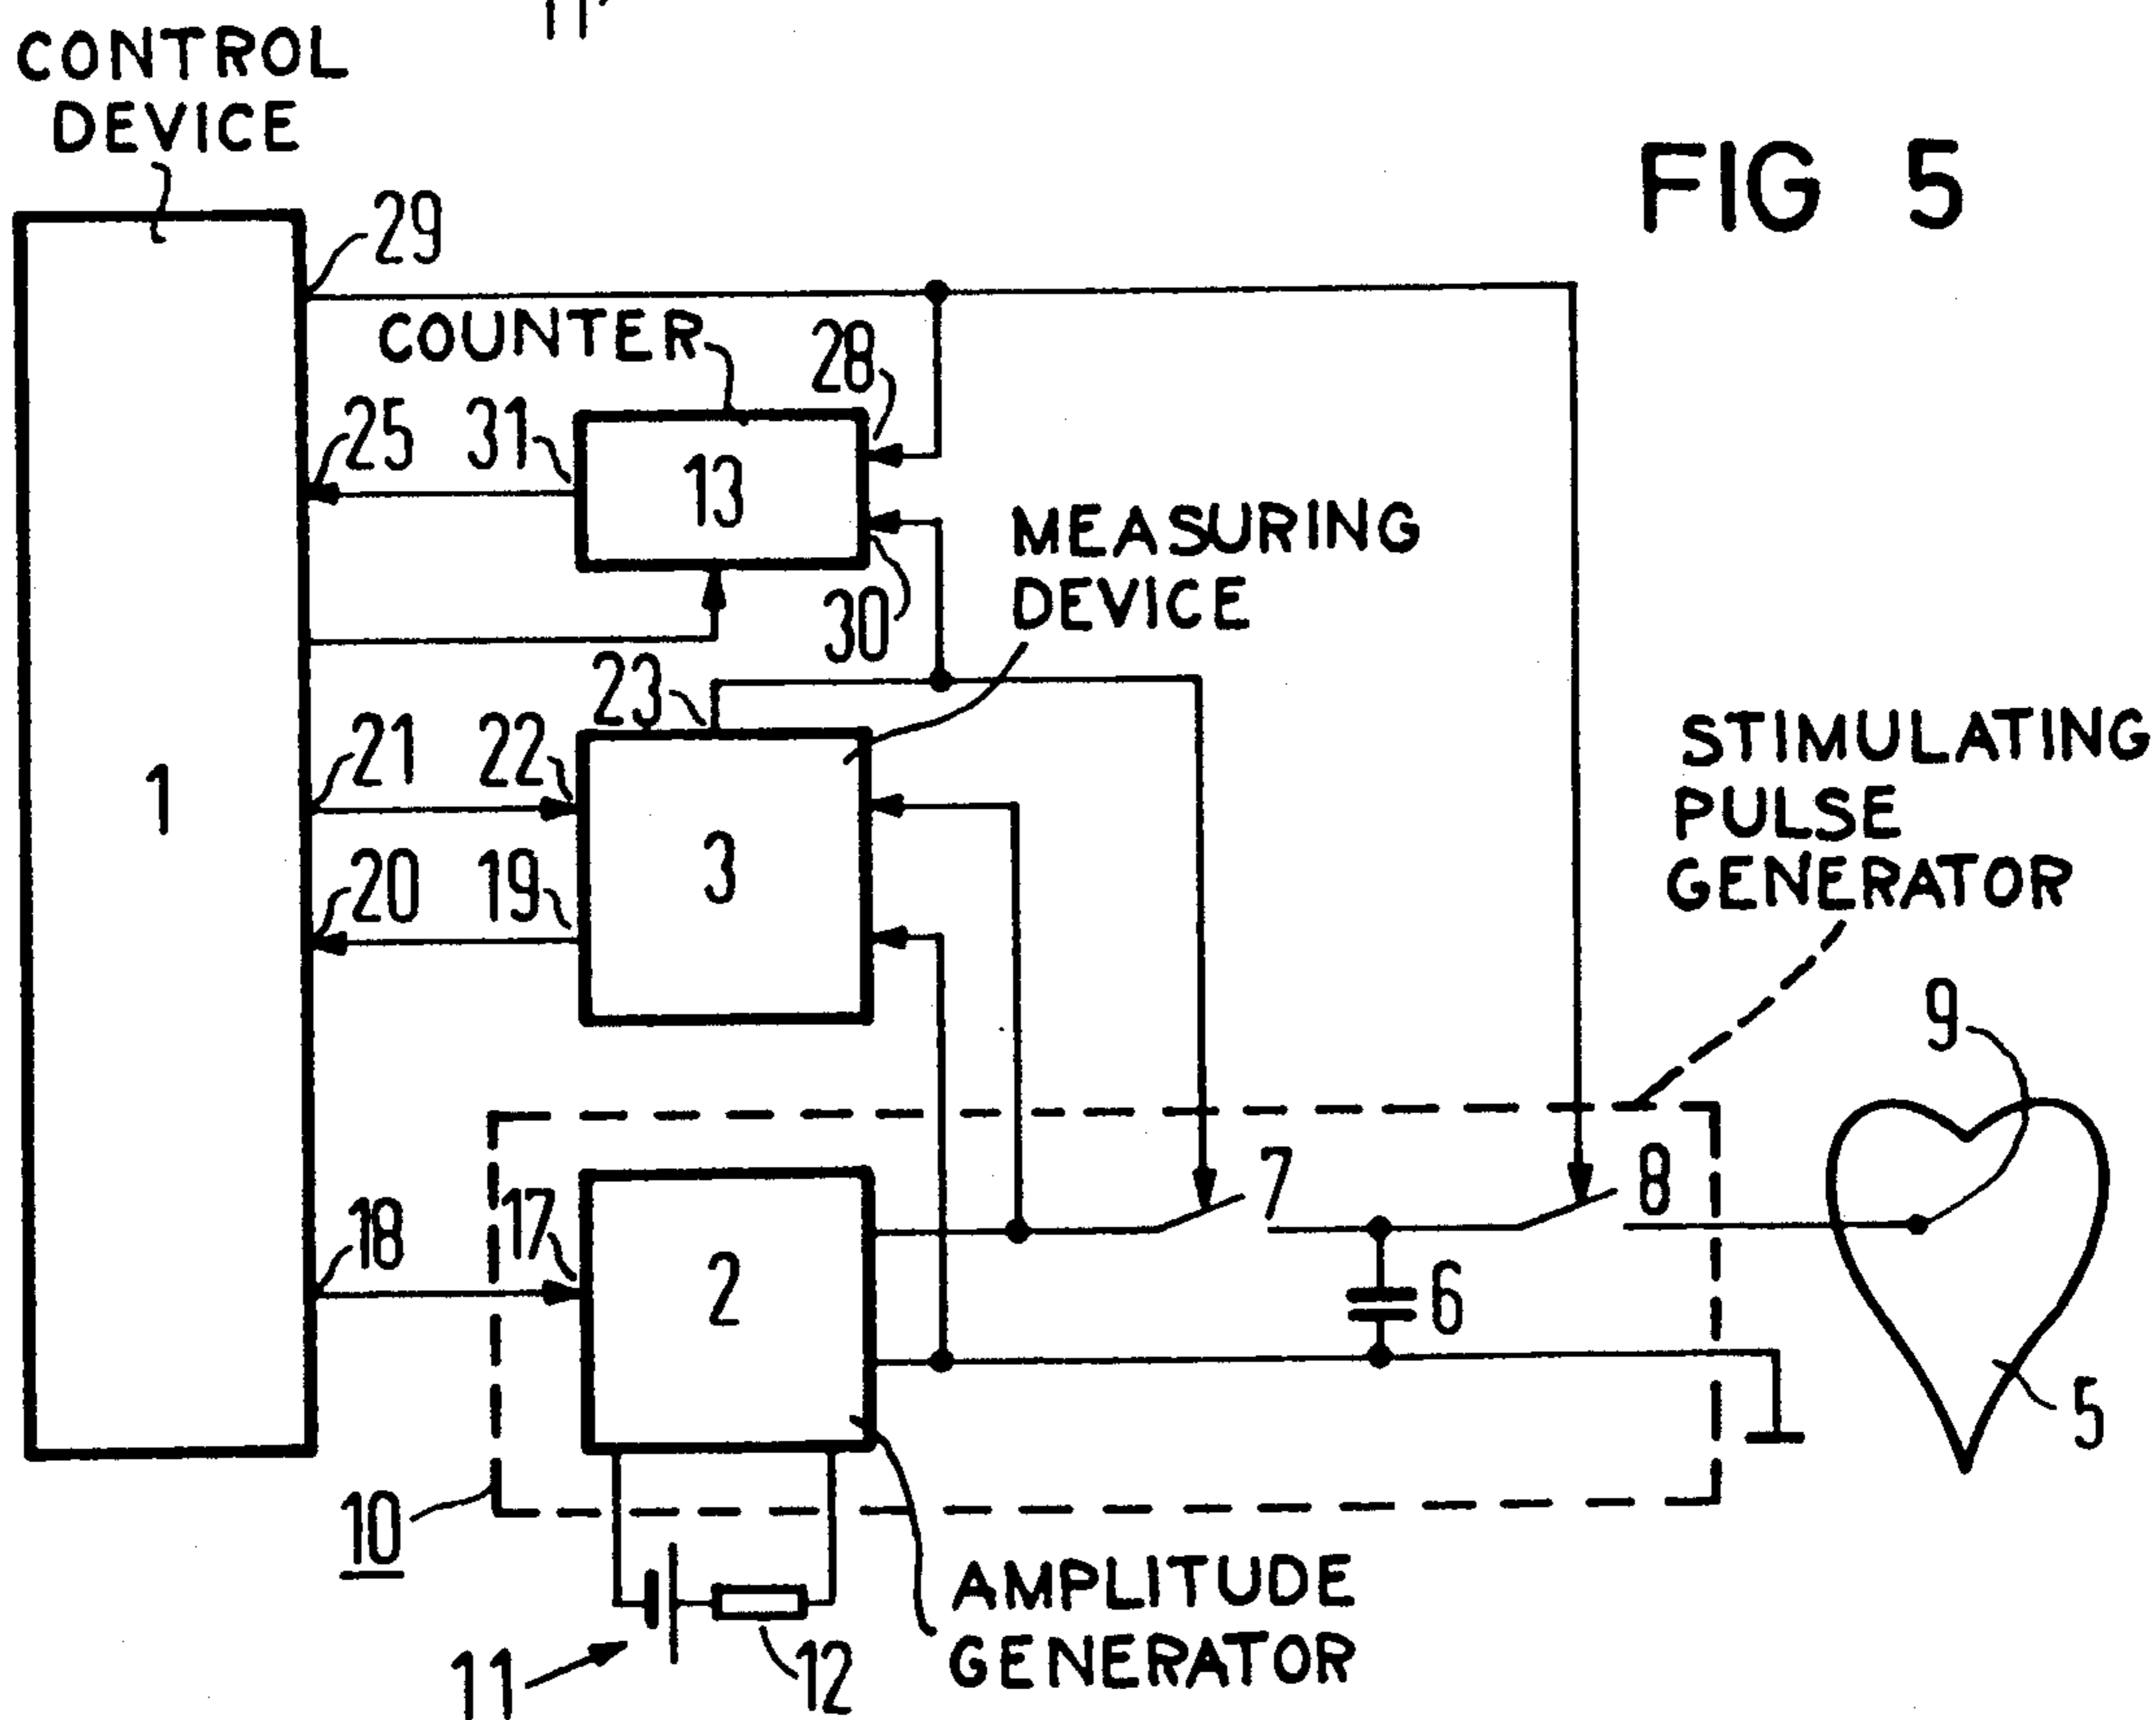 CONTROL
DEVICE
FIG 5
29
COUNTER
28
25
31
13
MEASURING
DEVICE
30
23
21
22
1
3
20
19
STIMULATING
PULSE
GENERATOR
9
7
8
18
17
2
6
5
10
AMPLITUDE
GENERATOR
11
12